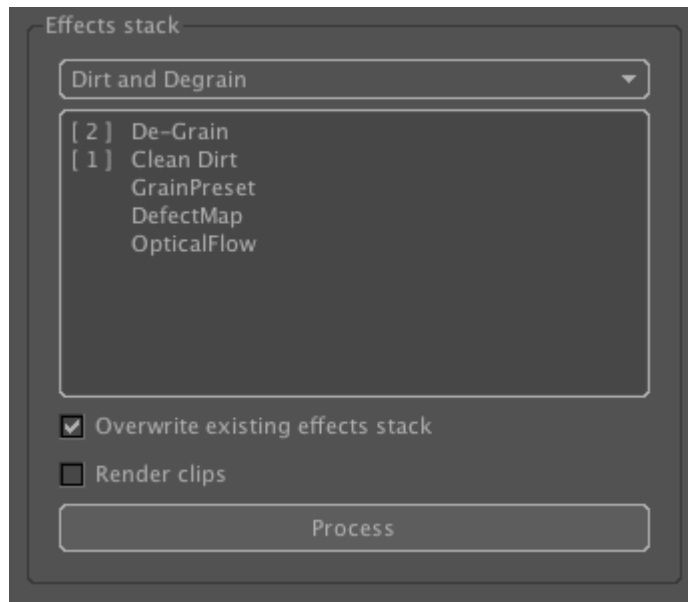 Effects stack
Dirt and Degrain
[ 2 ] De-Grain
[ 1 ] Clean Dirt
GrainPreset
DefectMap
OpticalFlow
Overwrite existing effects stack
Render clips
Process